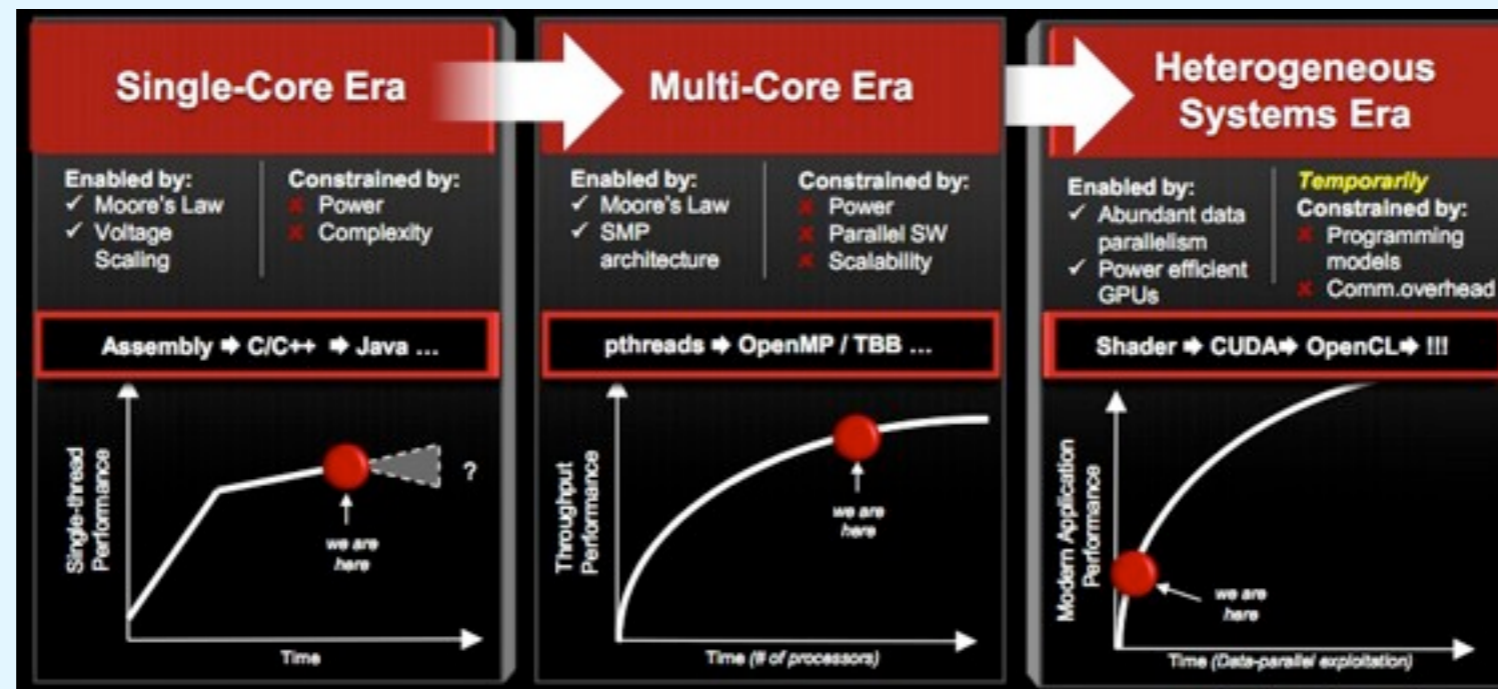 Single-Core Era
Enabled by:
✓ Moore's Law
✓ Voltage
Scaling
Constrained by:
✗ Power
✗ Complexity
Assembly ➡ C/C++ ➡ Java ...
Single-thread
Performance
?
we are
here
Time
Multi-Core Era
Enabled by:
✓ Moore's Law
✓ SMP
architecture
Constrained by:
✗ Power
✗ Parallel SW
✗ Scalability
pthreads ➡ OpenMP / TBB ...
Throughput
Performance
we are
here
Time (# of processors)
Heterogeneous
Systems Era
Enabled by:
✓ Abundant data
parallelism
✓ Power efficient
GPUs
Temporarily
Constrained by:
✗ Programming
models
✗ Comm.overhead
Shader ➡ CUDA➡ OpenCL➡ !!!
Modern Application
Performance
we are
here
Time (Data-parallel exploitation)